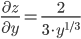 ∂z/∂y = 2/(3·y^{1/3})